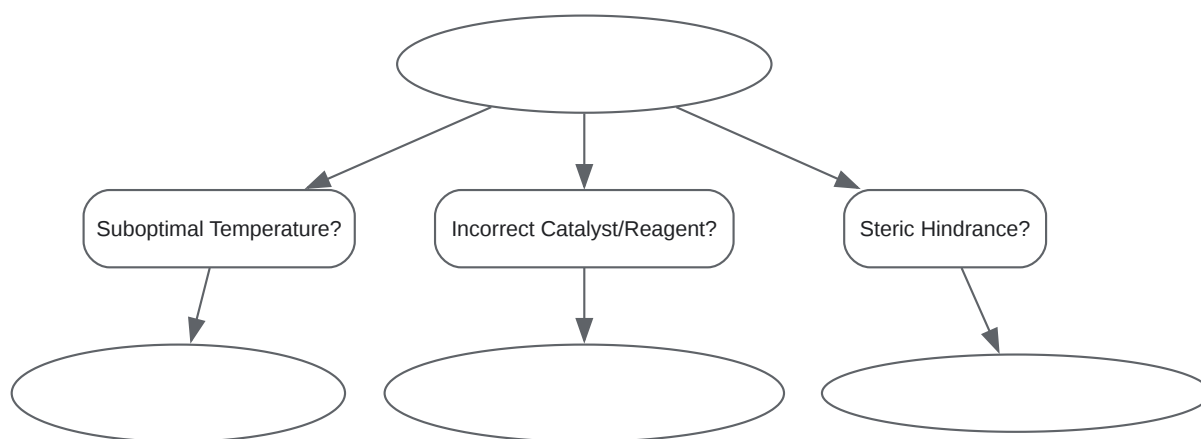 Suboptimal Temperature?
Incorrect Catalyst/Reagent?
Steric Hindrance?